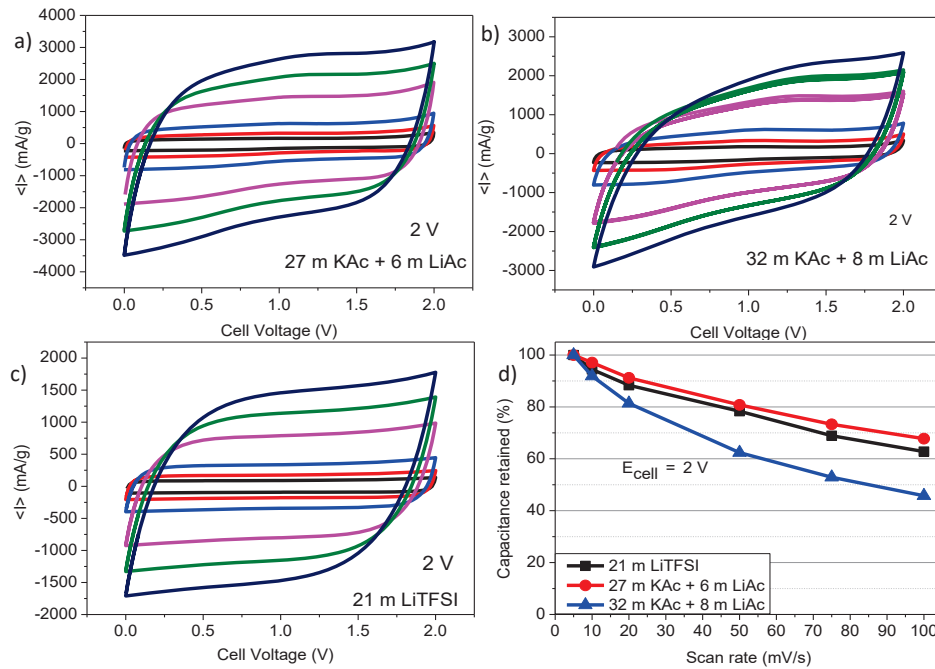 a)
4000
3000
2000
1000
0
-1000
-2000
-3000
-4000
<I> (mA/g)
0.0 0.5 1.0 1.5 2.0
Cell Voltage (V)
2 V
27 m KAc + 6 m LiAc
b)
3000
2000
1000
0
-1000
-2000
-3000
<I> (mA/g)
0.0 0.5 1.0 1.5 2.0
Cell Voltage (V)
2 V
32 m KAc + 8 m LiAc
c)
2000
1500
1000
500
0
-500
-1000
-1500
-2000
<I> (mA/g)
0.0 0.5 1.0 1.5 2.0
Cell Voltage (V)
2 V
21 m LiTFSI
d)
100
80
60
40
20
0
Capacitance retained (%)
E_cell = 2 V
21 m LiTFSI
27 m KAc + 6 m LiAc
32 m KAc + 8 m LiAc
10 20 30 40 50 60 70 80 90 100
Scan rate (mV/s)